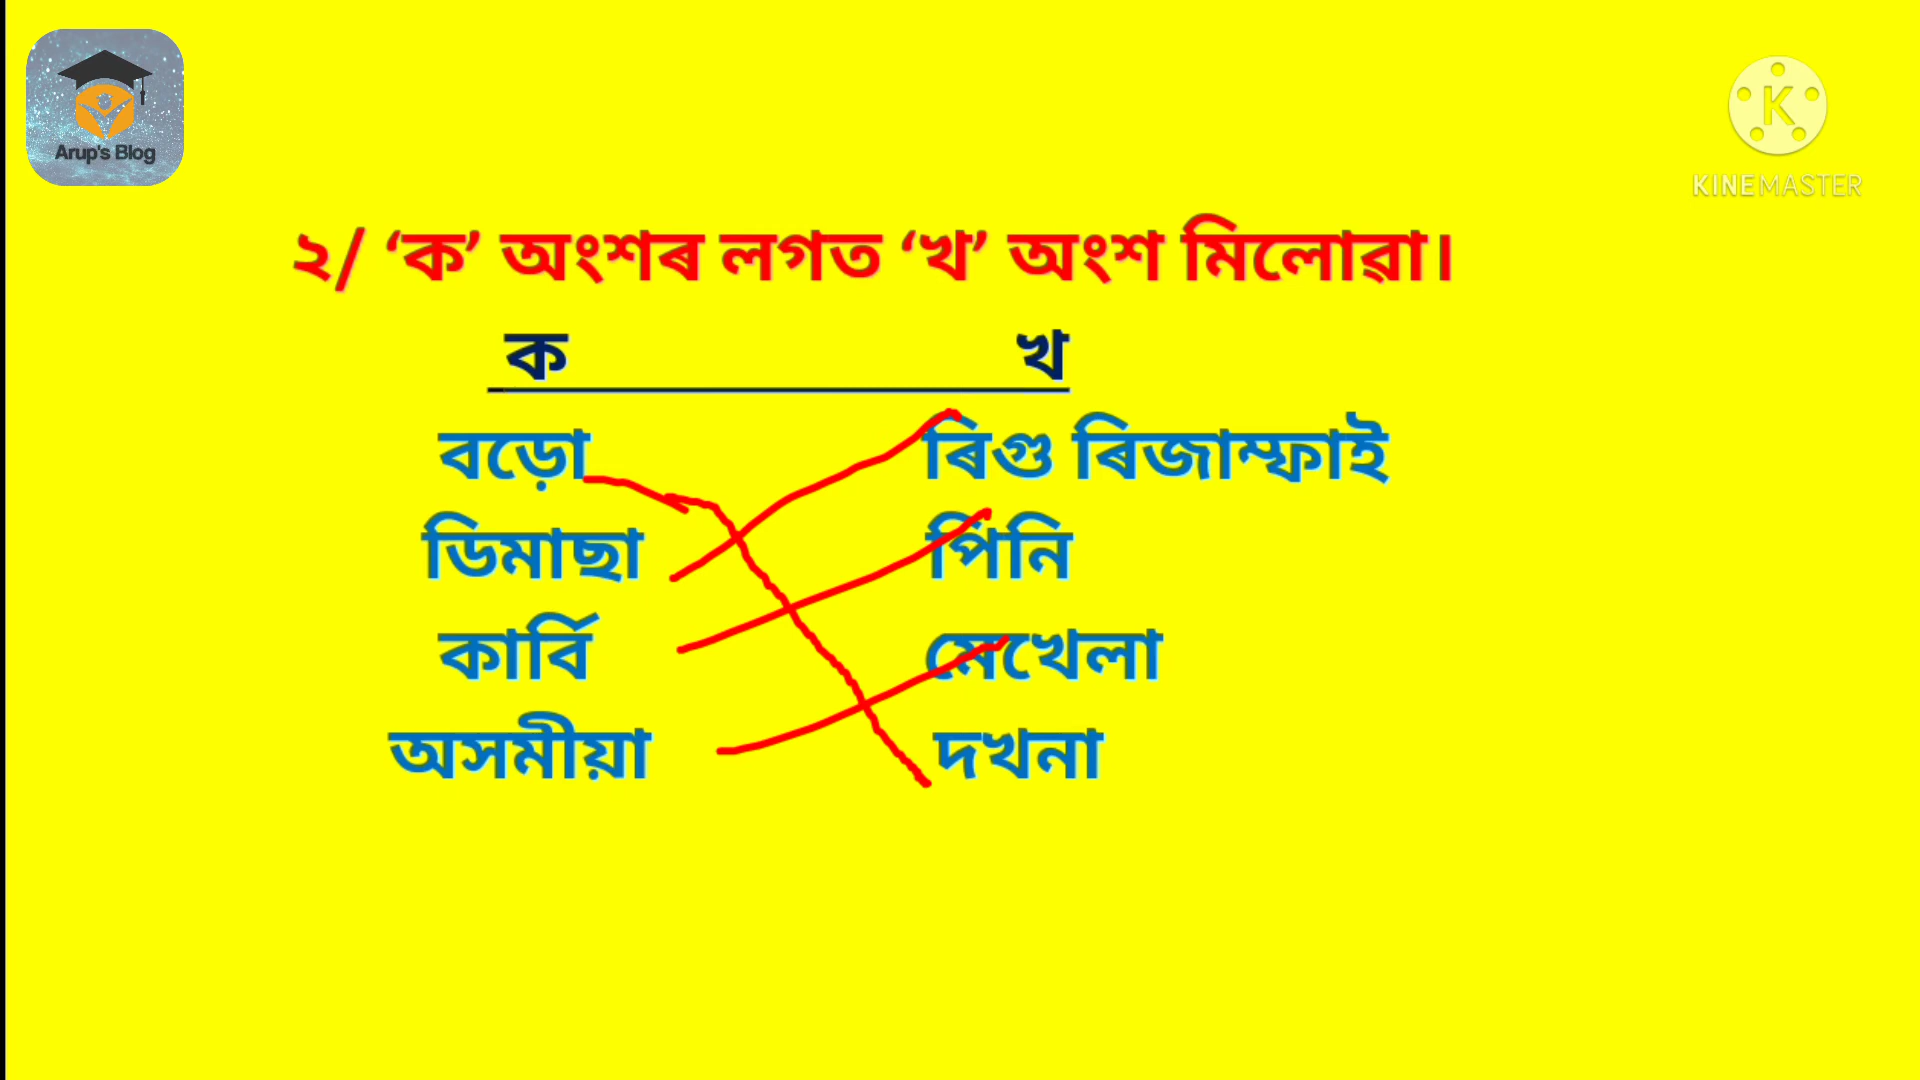 Arup's Blog
K
KINEMASTER
২/ ‘ক’ অংশৰ লগত ‘খ’ অংশ মিলোৱা।
ক খ
বড়ো ৰিগু ৰিজাম্ফাই
ডিমাছা পিনি
কাৰ্বি মেখেলা
অসমীয়া দখনা